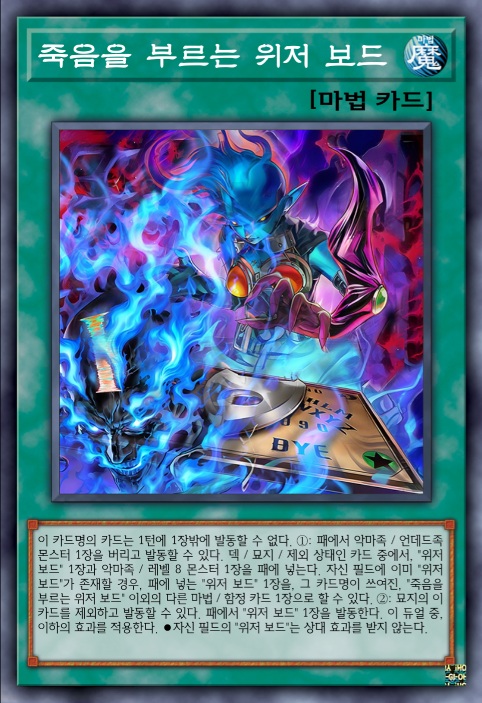 죽음을 부르는 위저 보드
마법
魔
[마법 카드]
BYE
이 카드명의 카드는 1턴에 1장밖에 발동할 수 없다. ①: 패에서 악마족 / 언데드족
몬스터 1장을 버리고 발동할 수 있다. 덱 / 묘지 / 제외 상태인 카드 중에서, "위저
보드" 1장과 악마족 / 레벨 8 몬스터 1장을 패에 넣는다. 자신 필드에 이미 "위저
보드"가 존재할 경우, 패에 넣는 "위저 보드" 1장을, 그 카드명이 쓰여진, "죽음을
부르는 위저 보드" 이외의 다른 마법 / 함정 카드 1장으로 할 수 있다. ②: 묘지의 이
카드를 제외하고 발동할 수 있다. 패에서 "위저 보드" 1장을 발동한다. 이 듀얼 중,
이하의 효과를 적용한다. ●자신 필드의 "위저 보드"는 상대 효과를 받지 않는다.